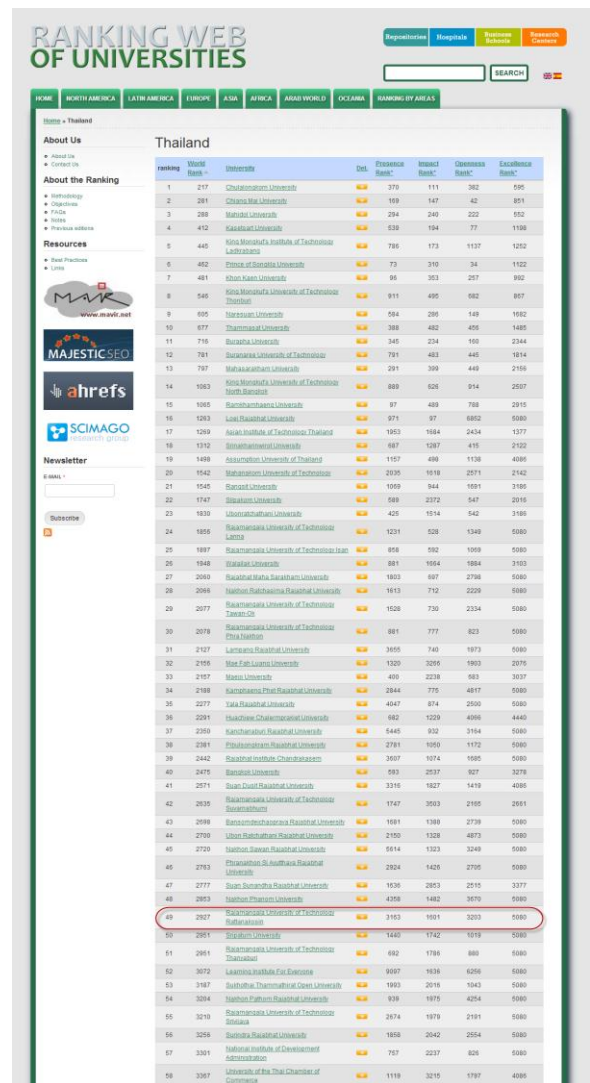 RANKING WEB
OF UNIVERSITIES
Repositories Hospitals Business Schools Research Centers
SEARCH
HOME NORTH AMERICA LATIN AMERICA EUROPE ASIA AFRICA ARAB WORLD OCEANIA RANKING BY AREAS
Home » Thailand
About Us
About Us
Contact Us
About the Ranking
Methodology
Objectives
FAQs
Notes
Previous editions
Resources
Best Practices
Links
MAVIR
www.mavir.net
MAJESTIC SEO
ahrefs
SCIMAGO
research group
Newsletter
E-MAIL *
Subscribe
Thailand
ranking World Rank University Det. Presence Rank* Impact Rank* Openness Rank* Excellence Rank*
1 217 Chulalongkorn University 370 111 382 595
2 281 Chiang Mai University 169 147 42 851
3 288 Mahidol University 294 240 222 552
4 412 Kasetsart University 539 194 77 1198
5 445 King Mongkut's Institute of Technology Ladkrabang 786 173 1137 1252
6 462 Prince of Songkla University 73 310 34 1122
7 481 Khon Kaen University 96 353 257 992
8 546 King Mongkut's University of Technology Thonburi 911 495 682 867
9 605 Naresuan University 584 286 149 1682
10 677 Thammasat University 388 482 456 1485
11 716 Burapha University 345 234 160 2344
12 781 Suranaree University of Technology 791 483 445 1814
13 797 Mahasarakham University 291 399 449 2156
14 1063 King Mongkut's University of Technology North Bangkok 889 626 914 2507
15 1065 Ramkhamhaeng University 97 489 788 2915
16 1263 Loei Rajabhat University 971 97 6852 5080
17 1269 Asian Institute of Technology Thailand 1953 1684 2434 1377
18 1312 Srinakharinwirot University 687 1287 415 2122
19 1498 Assumption University of Thailand 1157 498 1138 4086
20 1542 Mahanakorn University of Technology 2035 1618 2571 2142
21 1545 Rangsit University 1069 944 1691 3186
22 1747 Silpakorn University 589 2372 547 2016
23 1830 Ubonratchathani University 425 1514 542 3186
24 1856 Rajamangala University of Technology Lanna 1231 528 1349 5080
25 1897 Rajamangala University of Technology Isan 858 592 1069 5080
26 1948 Walailak University 881 1664 1884 3103
27 2060 Rajabhat Maha Sarakham University 1803 697 2798 5080
28 2066 Nakhon Ratchasima Rajabhat University 1613 712 2229 5080
29 2077 Rajamangala University of Technology Tawan-Ok 1528 730 2334 5080
30 2078 Rajamangala University of Technology Phra Nakhon 881 777 823 5080
31 2127 Lampang Rajabhat University 3655 740 1973 5080
32 2156 Mae Fah Luang University 1320 3266 1903 2076
33 2157 Maejo University 400 2238 583 3037
34 2188 Kamphaeng Phet Rajabhat University 2844 775 4817 5080
35 2277 Yala Rajabhat University 4047 874 2500 5080
36 2291 Huachiew Chalermprakiet University 682 1229 4066 4440
37 2350 Kanchanaburi Rajabhat University 5445 932 3164 5080
38 2381 Pibulsongkram Rajabhat University 2781 1050 1172 5080
39 2442 Rajabhat Institute Chandrakasem 3607 1074 1685 5080
40 2475 Bangkok University 593 2537 927 3278
41 2571 Suan Dusit Rajabhat University 3316 1827 1419 4086
42 2635 Rajamangala University of Technology Suvarnabhumi 1747 3503 2165 2661
43 2698 Bansomdejchaopraya Rajabhat University 1681 1388 2739 5080
44 2700 Ubon Ratchathani Rajabhat University 2150 1328 4873 5080
45 2720 Nakhon Sawan Rajabhat University 5614 1323 3249 5080
46 2763 Phranakhon Si Ayutthaya Rajabhat University 2924 1426 2705 5080
47 2777 Suan Sunandha Rajabhat University 1636 2853 2515 3377
48 2853 Nakhon Phanom University 4358 1482 3670 5080
49 2927 Rajamangala University of Technology Rattanakosin 3163 1601 3203 5080
50 2951 Sripatum University 1440 1742 1019 5080
51 2951 Rajamangala University of Technology Thanyaburi 692 1786 880 5080
52 3072 Learning Institute For Everyone 9097 1636 6256 5080
53 3187 Sukhothai Thammathirat Open University 1993 2016 1043 5080
54 3204 Nakhon Pathom Rajabhat University 939 1975 4254 5080
55 3210 Rajamangala University of Technology Srivijaya 2674 1979 2191 5080
56 3256 Surindra Rajabhat University 1858 2042 2554 5080
57 3301 National Institute of Development Administration 757 2237 826 5080
58 3367 University of the Thai Chamber of Commerce 1119 3215 1797 4086